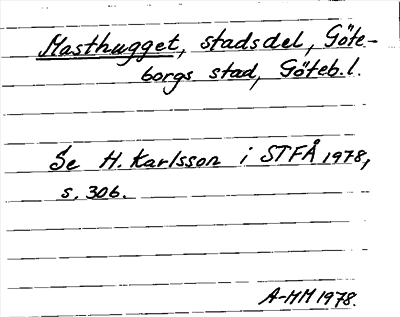 Masthugget, stadsdel, Göte-
borgs stad, Göteb.l.
Se H. Karlsson i STFÅ 1978,
s. 306.
A-MM 1978.